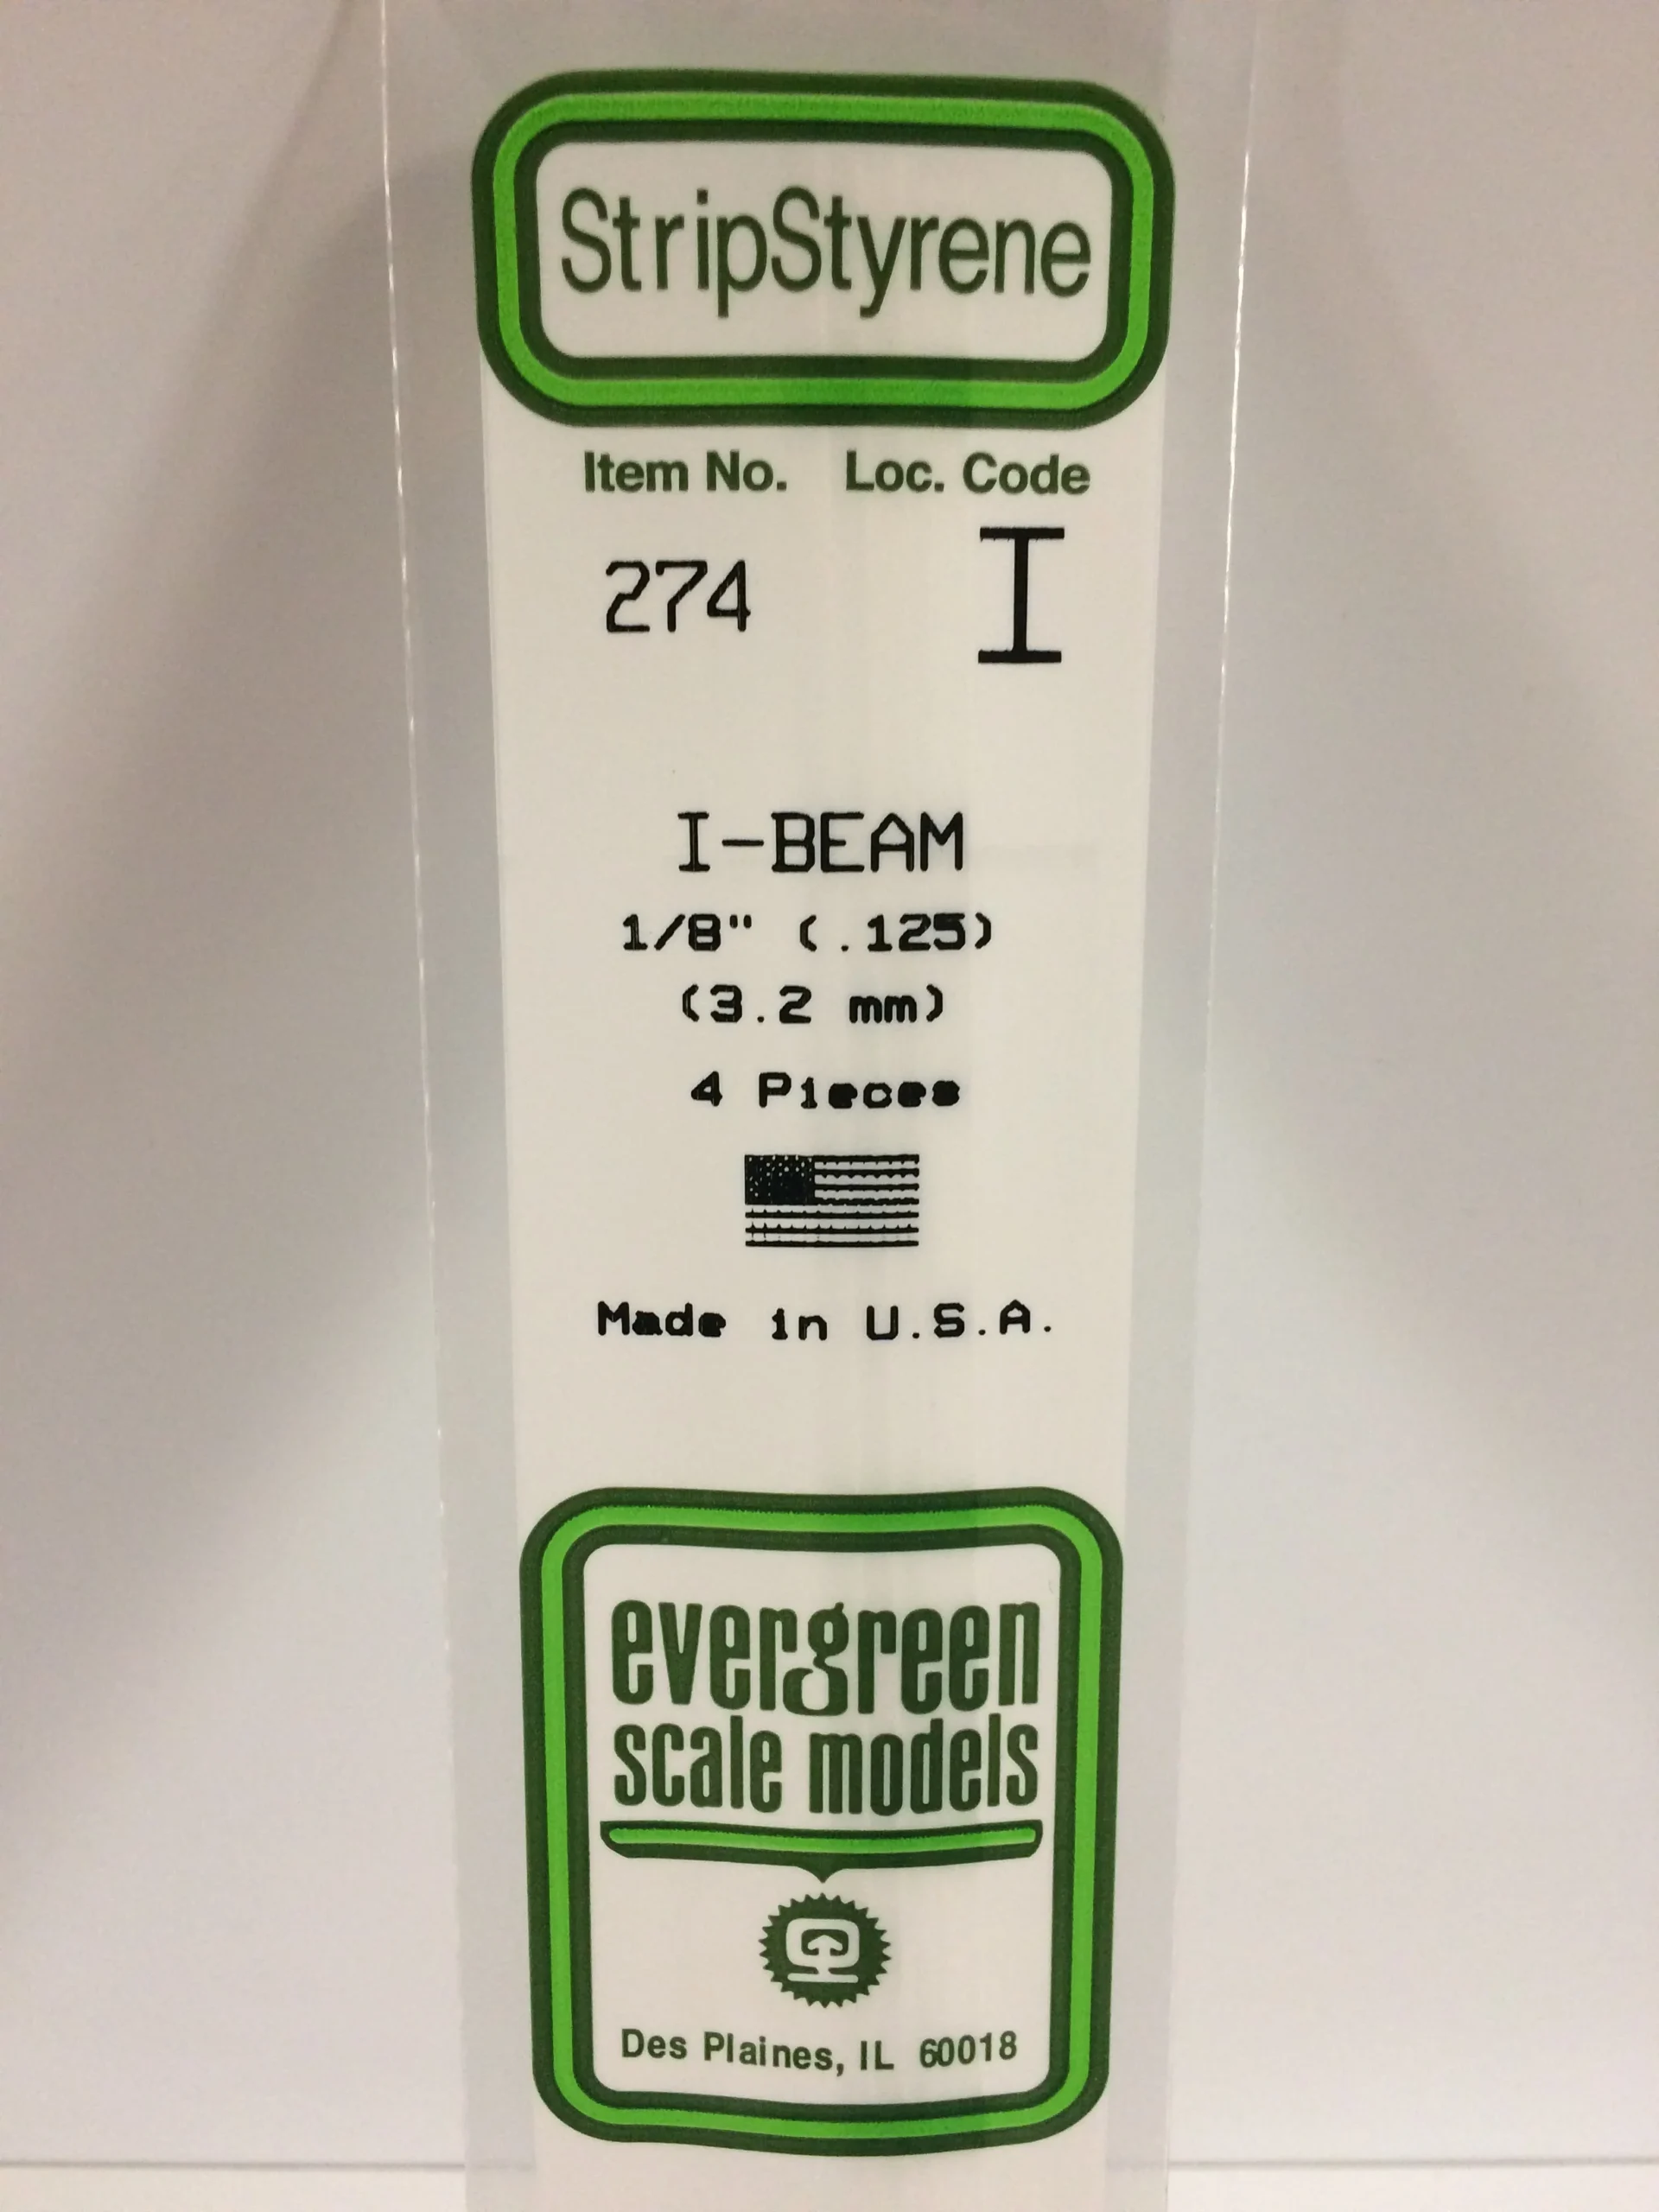 StripStyrene
Item No. Loc. Code
274 I
I-BEAM
1/8" (.125)
(3.2 mm)
4 Pieces
Made in U.S.A.
evergreen
scale models
Des Plaines, IL 60018